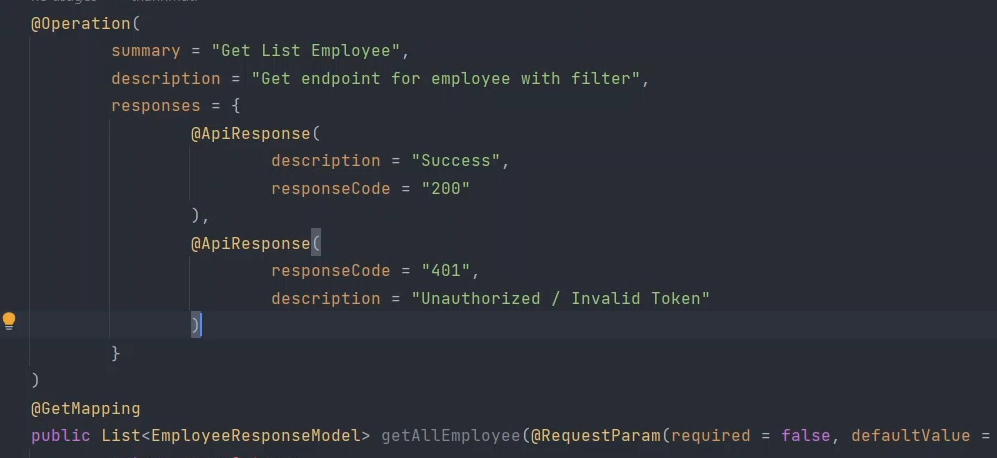 @Operation(
summary = "Get List Employee",
description = "Get endpoint for employee with filter",
responses = {
@ApiResponse(
description = "Success",
responseCode = "200"
),
@ApiResponse(
responseCode = "401",
description = "Unauthorized / Invalid Token"
)
}
)
@GetMapping
public List<EmployeeResponseModel> getAllEmployee(@RequestParam(required = false, defaultValue =